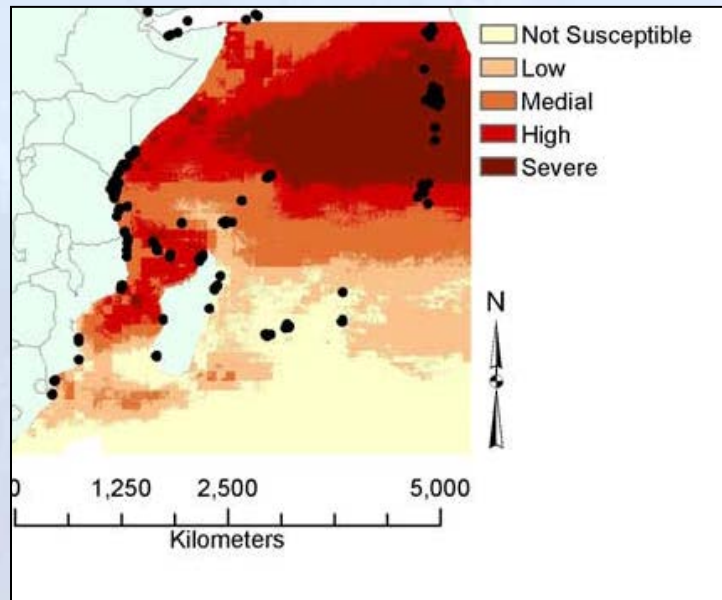 Not Susceptible
Low
Medial
High
Severe
N
0 1,250 2,500 5,000
Kilometers